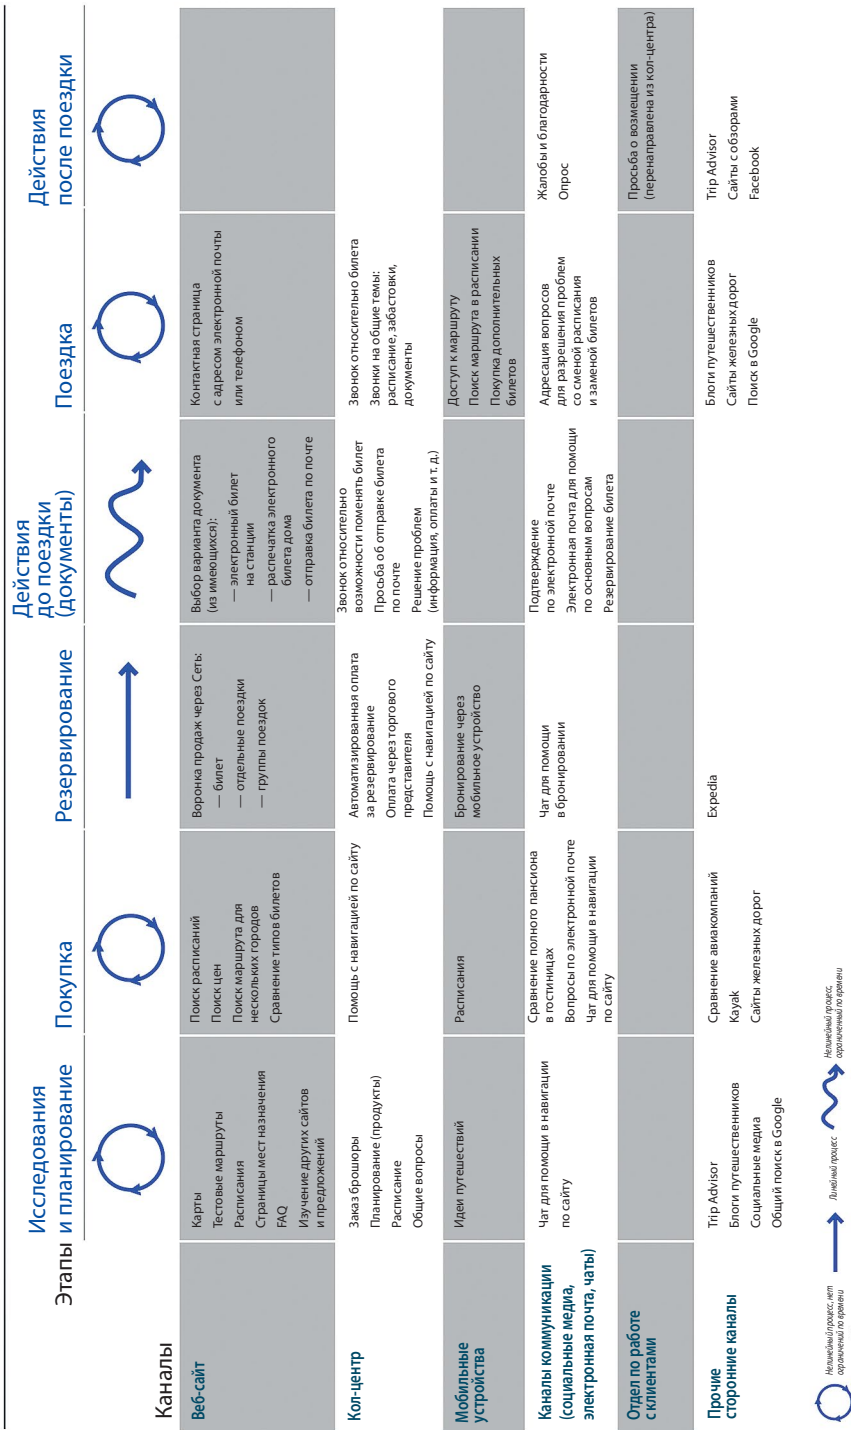 Этапы
Исследования
и планирование
Покупка
Резервирование
Действия
до поездки
(документы)
Поездка
Действия
после поездки
Каналы
Веб-сайт
Карты
Тестовые маршруты
Расписания
Страницы мест назначения
FAQ
Изучение других сайтов
и предложений
Поиск расписаний
Поиск цен
Поиск маршрута для
нескольких городов
Сравнение типов билетов
Воронка продаж через Сеть:
— билет
— отдельные поездки
— группы поездок
Выбор варианта документа
(из имеющихся):
— электронный билет
на станции
— распечатка электронного
билета дома
— отправка билета по почте
Контактная страница
с адресом электронной почты
или телефоном
Кол-центр
Заказ брошюры
Планирование (продукты)
Расписание
Общие вопросы
Помощь с навигацией по сайту
Автоматизированная оплата
за резервирование
Оплата через торгового
представителя
Помощь с навигацией по сайту
Звонок относительно
возможности поменять билет
Просьба об отправке билета
по почте
Решение проблем
(информация, оплаты и т. д.)
Звонок относительно билета
Звонки на общие темы:
расписание, забастовки,
документы
Мобильные
устройства
Идеи путешествий
Расписания
Бронирование через
мобильное устройство
Доступ к маршруту
Поиск маршрута в расписании
Покупка дополнительных
билетов
Каналы коммуникации
(социальные медиа,
электронная почта, чаты)
Чат для помощи в навигации
по сайту
Сравнение полного пансиона
в гостиницах
Вопросы по электронной почте
Чат для помощи в навигации
по сайту
Чат для помощи
в бронировании
Подтверждение
по электронной почте
Электронная почта для помощи
по основным вопросам
Резервирование билета
Адресация вопросов
для разрешения проблем
со сменой расписания
и заменой билетов
Жалобы и благодарности
Опрос
Отдел по работе
с клиентами
Просьба о возмещении
(перенаправлена из кол-центра)
Прочие
сторонние каналы
Trip Advisor
Блоги путешественников
Социальные медиа
Общий поиск в Google
Сравнение авиакомпаний
Kayak
Сайты железных дорог
Expedia
Блоги путешественников
Сайты железных дорог
Поиск в Google
Trip Advisor
Сайты с обзорами
Facebook
Нелинейный процесс, нет
ограничений по времени
Линейный процесс
Нелинейный процесс,
ограниченный по времени